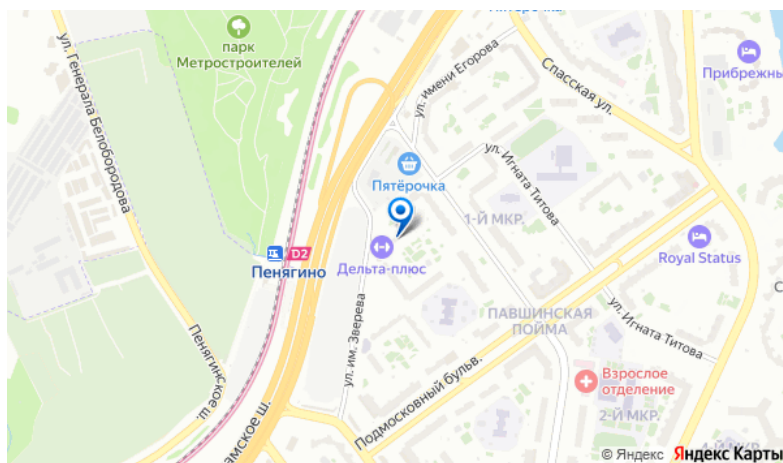 парк
Метростроителей
ул. Генерала Белобородова
ул. имени Егорова
Спасская ул.
Пятёрочка
ул. Игната Титова
1-Й МКР.
D2
Пенягино
Дельта-плюс
Royal Status
ПАВШИНСКАЯ
ПОЙМА
ул. им. Зверева
ул. Игната Титова
Пенягинское ш.
Подмосковный бульв.
Взрослое
отделение
2-Й МКР.
© Яндекс Яндекс Карты